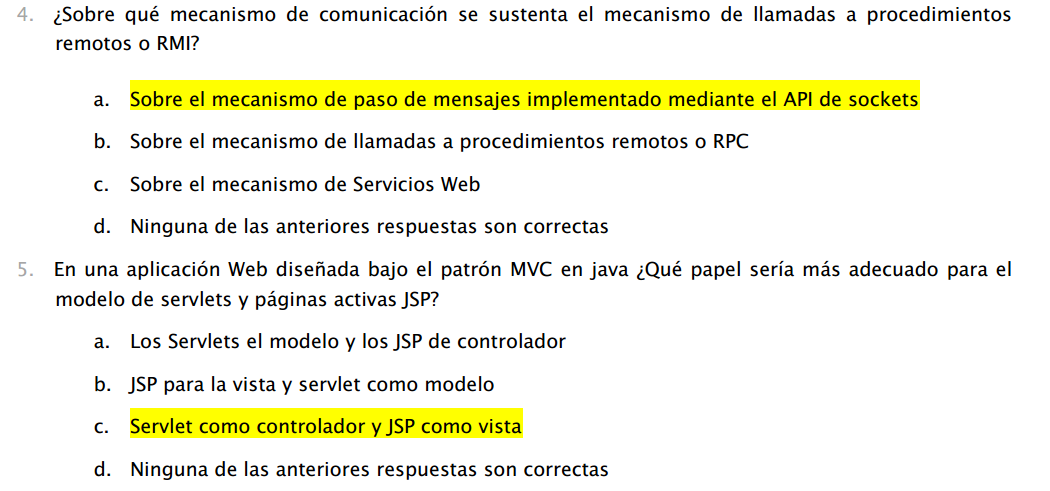 4. ¿Sobre qué mecanismo de comunicación se sustenta el mecanismo de llamadas a procedimientos
remotos o RMI?
a. Sobre el mecanismo de paso de mensajes implementado mediante el API de sockets
b. Sobre el mecanismo de llamadas a procedimientos remotos o RPC
c. Sobre el mecanismo de Servicios Web
d. Ninguna de las anteriores respuestas son correctas
5. En una aplicación Web diseñada bajo el patrón MVC en java ¿Qué papel sería más adecuado para el
modelo de servlets y páginas activas JSP?
a. Los Servlets el modelo y los JSP de controlador
b. JSP para la vista y servlet como modelo
c. Servlet como controlador y JSP como vista
d. Ninguna de las anteriores respuestas son correctas